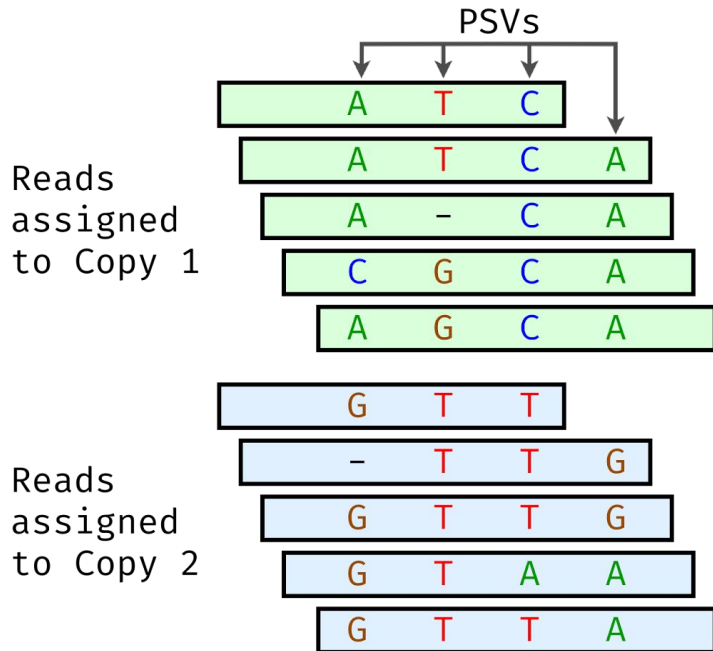 PSVs
A T C
A T C A
Reads
assigned
to Copy 1
A - C A
C G C A
A G C A
G T T
- T T G
Reads
assigned
to Copy 2
G T T G
G T A A
G T T A